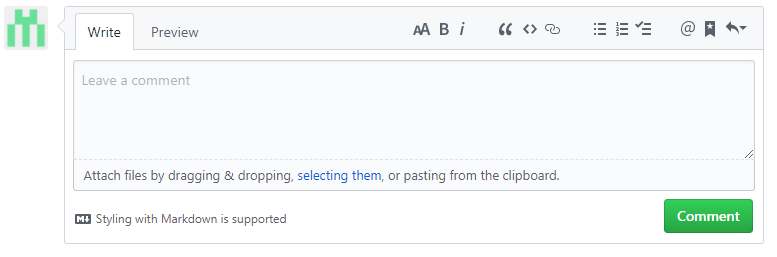 Write Preview AA B i @
Leave a comment
Attach files by dragging & dropping, selecting them, or pasting from the clipboard.
Styling with Markdown is supported Comment